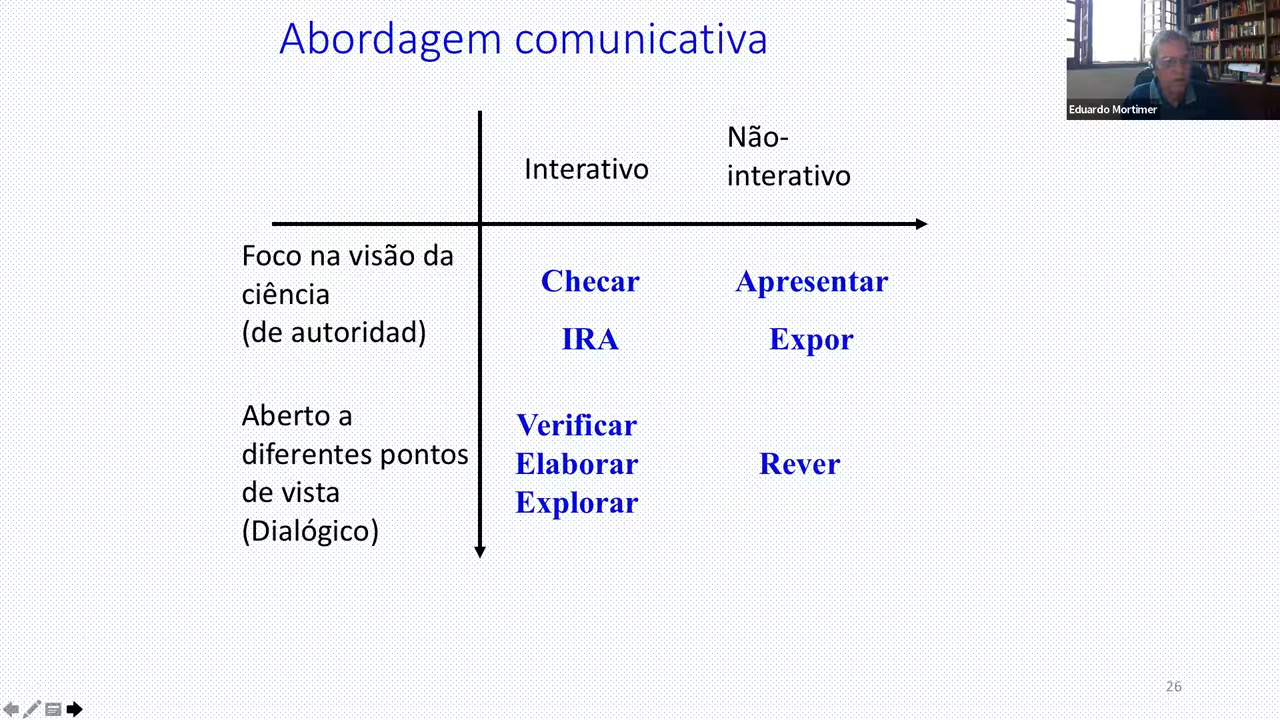 Abordagem comunicativa
Eduardo Mortimer
Interativo
Não-
interativo
Foco na visão da
ciência
(de autoridad)
Checar
Apresentar
IRA
Expor
Aberto a
diferentes pontos
de vista
(Dialógico)
Verificar
Elaborar
Explorar
Rever
26